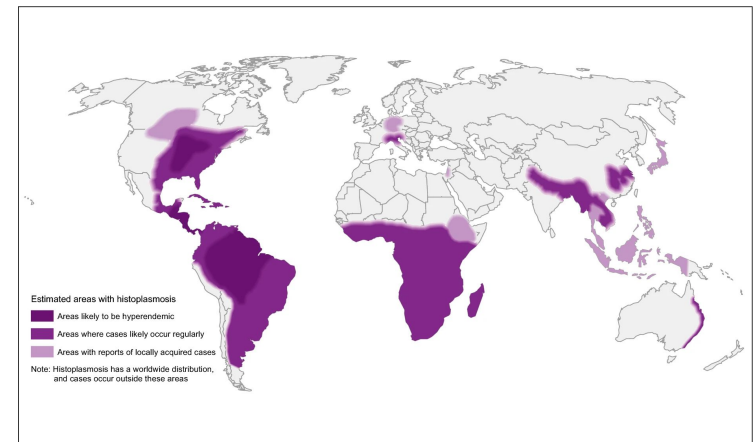 Estimated areas with histoplasmosis
Areas likely to be hyperendemic
Areas where cases likely occur regularly
Areas with reports of locally acquired cases
Note: Histoplasmosis has a worldwide distribution,
and cases occur outside these areas